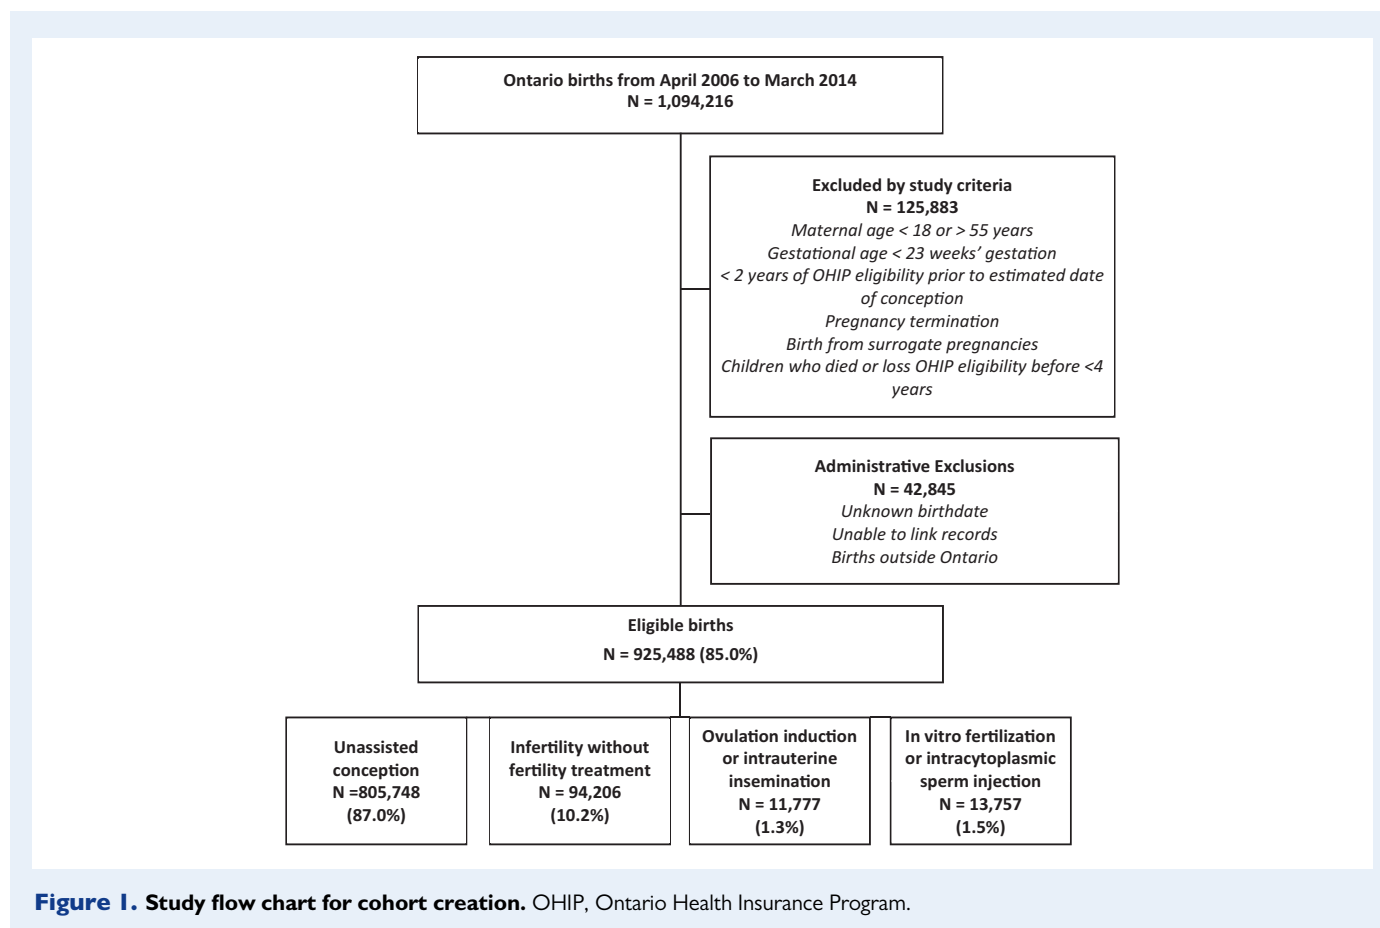 Ontario births from April 2006 to March 2014
N = 1,094,216
Excluded by study criteria
N = 125,883
Maternal age < 18 or > 55 years
Gestational age < 23 weeks’ gestation
< 2 years of OHIP eligibility prior to estimated date
of conception
Pregnancy termination
Birth from surrogate pregnancies
Children who died or loss OHIP eligibility before <4
years
Administrative Exclusions
N = 42,845
Unknown birthdate
Unable to link records
Births outside Ontario
Eligible births
N = 925,488 (85.0%)
Unassisted
conception
N =805,748
(87.0%)
Infertility without
fertility treatment
N = 94,206
(10.2%)
Ovulation induction
or intrauterine
insemination
N = 11,777
(1.3%)
In vitro fertilization
or intracytoplasmic
sperm injection
N = 13,757
(1.5%)
Figure 1. Study flow chart for cohort creation. OHIP, Ontario Health Insurance Program.